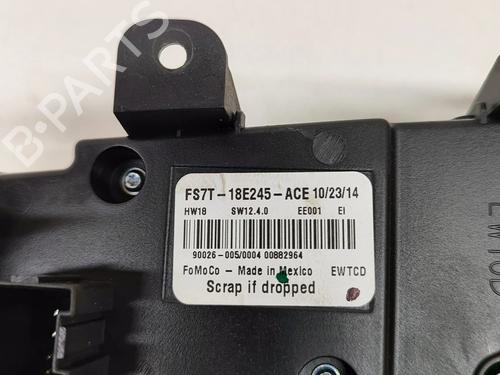 B-PARTS
FS7T-18E245-ACE 10/23/14
HW18 SW12.4.0 EE001 EI
90026-005/0004 00882964
FoMoCo - Made in Mexico EWTCD
Scrap if dropped
EWTCD